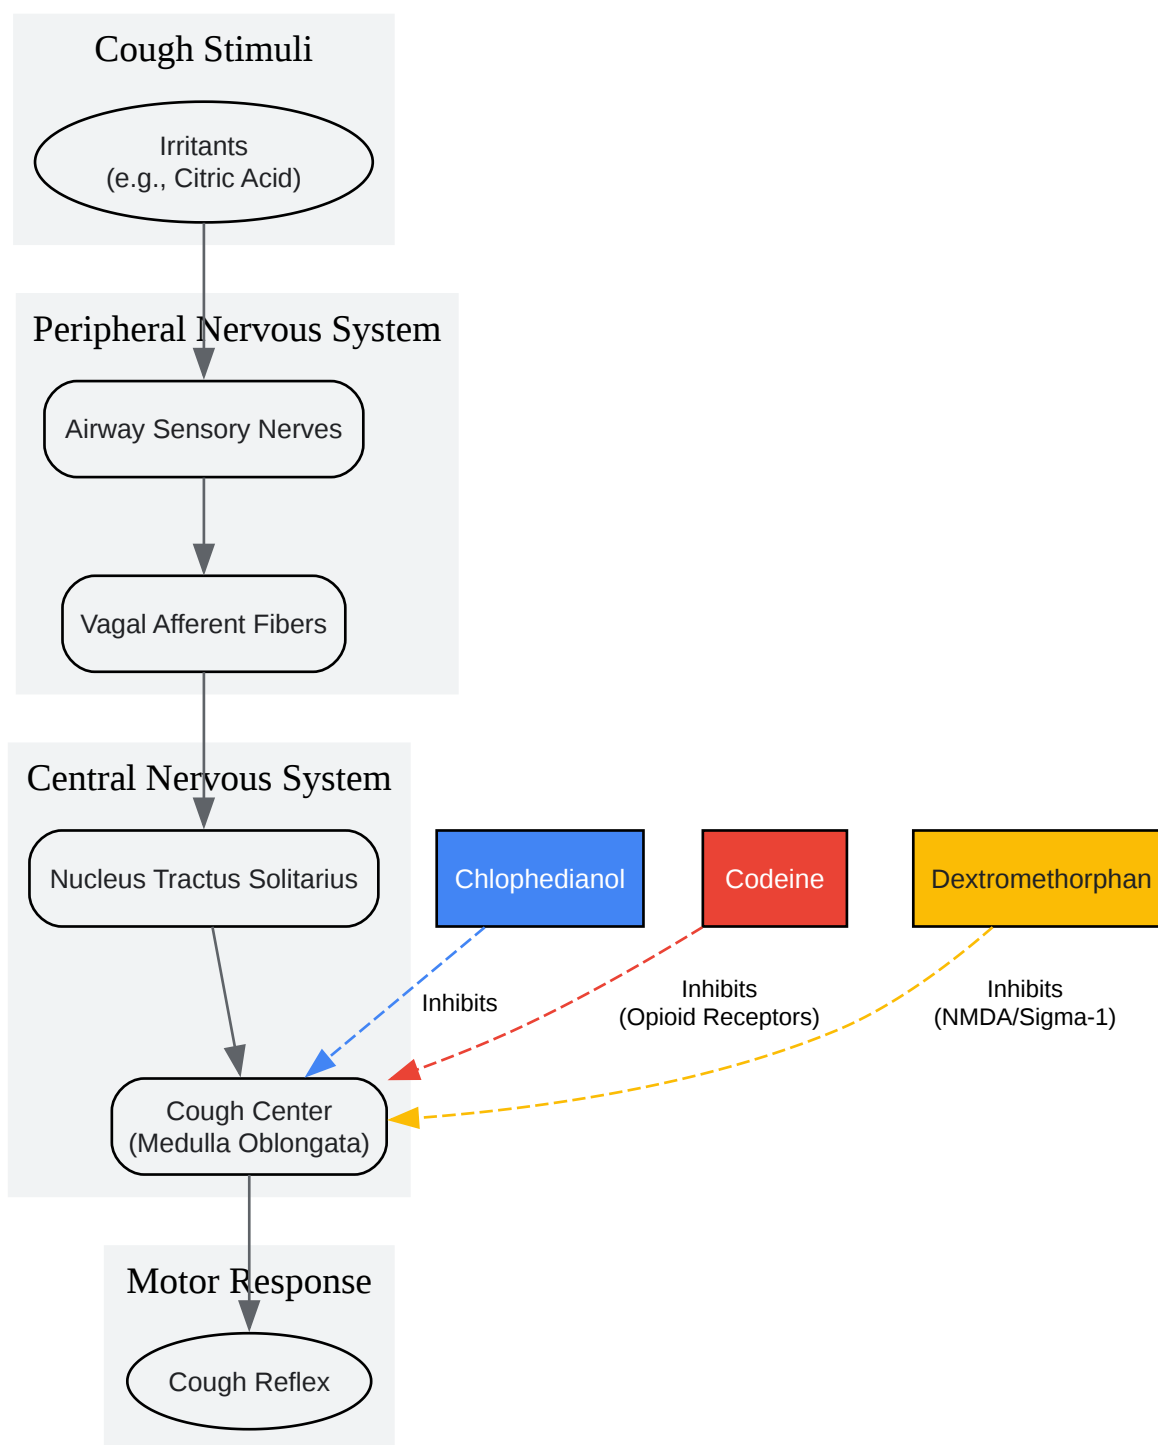 Cough Stimuli
Irritants
(e.g., Citric Acid)
Peripheral Nervous System
Airway Sensory Nerves
Vagal Afferent Fibers
Central Nervous System
Nucleus Tractus Solitarius
Chlophedianol
Codeine
Dextromethorphan
Inhibits
Inhibits
(Opioid Receptors)
Inhibits
(NMDA/Sigma-1)
Cough Center
(Medulla Oblongata)
Motor Response
Cough Reflex